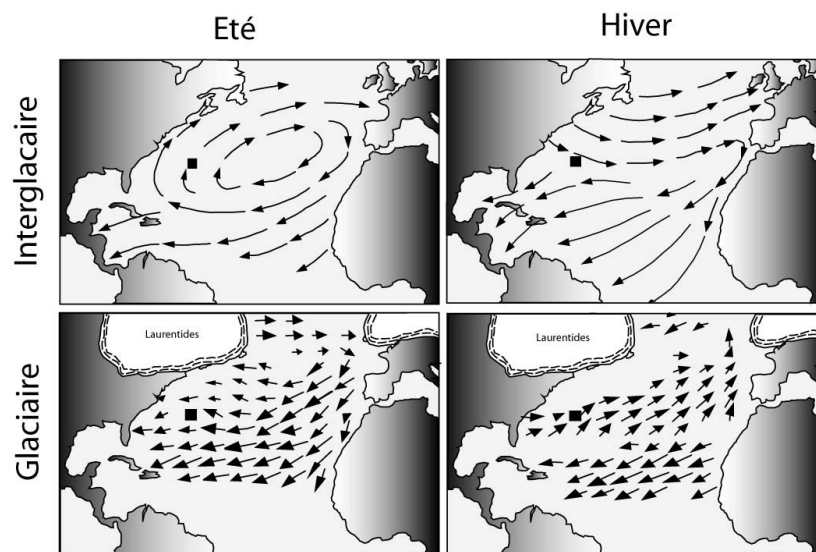 Eté
Hiver
Interglacaire
Laurentides
Laurentides
Glaciaire